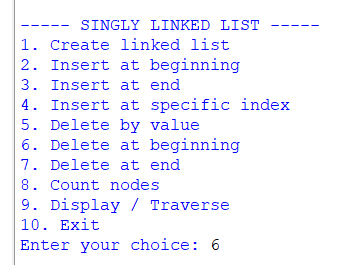 ----- SINGLY LINKED LIST -----
1. Create linked list
2. Insert at beginning
3. Insert at end
4. Insert at specific index
5. Delete by value
6. Delete at beginning
7. Delete at end
8. Count nodes
9. Display / Traverse
10. Exit
Enter your choice: 6